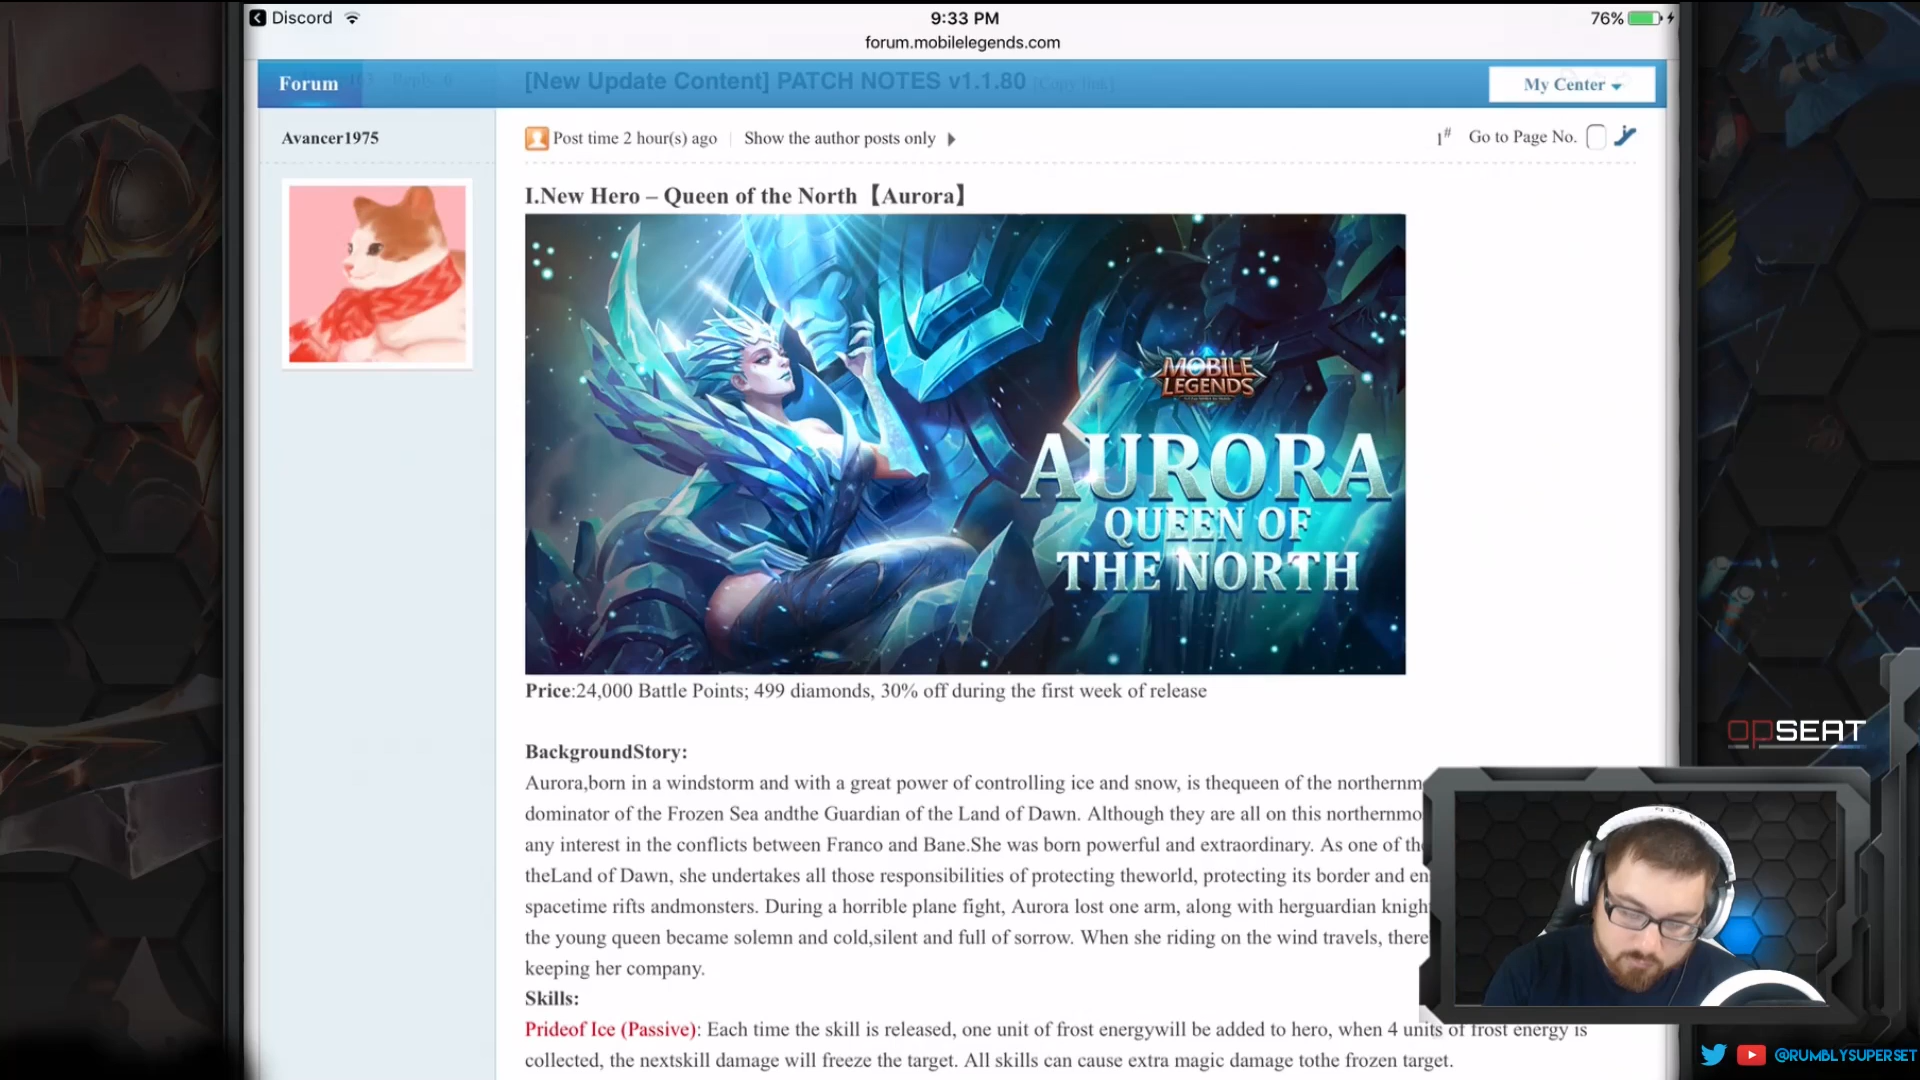 Discord
9:33 PM
76%
forum.mobilelegends.com
Forum
[New Update Content] PATCH NOTES v1.1.80 [Copy link]
My Center
Avancer1975
Post time 2 hour(s) ago
Show the author posts only
1#
Go to Page No.
I.New Hero – Queen of the North【Aurora】
MOBILE
LEGENDS
AURORA
QUEEN OF
THE NORTH
Price:24,000 Battle Points; 499 diamonds, 30% off during the first week of release
BackgroundStory:
Aurora,born in a windstorm and with a great power of controlling ice and snow, is thequeen of the
dominator of the Frozen Sea andthe Guardian of the Land of Dawn. Although they are all on this
any interest in the conflicts between Franco and Bane.She was born powerful and extraordinary. As one of
theLand of Dawn, she undertakes all those responsibilities of protecting theworld, protecting its border and
spacetime rifts andmonsters. During a horrible plane fight, Aurora lost one arm, along with herguardian
the young queen became solemn and cold,silent and full of sorrow. When she riding on the wind travels, there
keeping her company.
Skills:
Prideof Ice (Passive): Each time the skill is released, one unit of frost energywill be added to hero, when 4 units of frost energy is
collected, the nextskill damage will freeze the target. All skills can cause extra magic damage tothe frozen target.
opSEAT
@RUMBLYSUPERSET